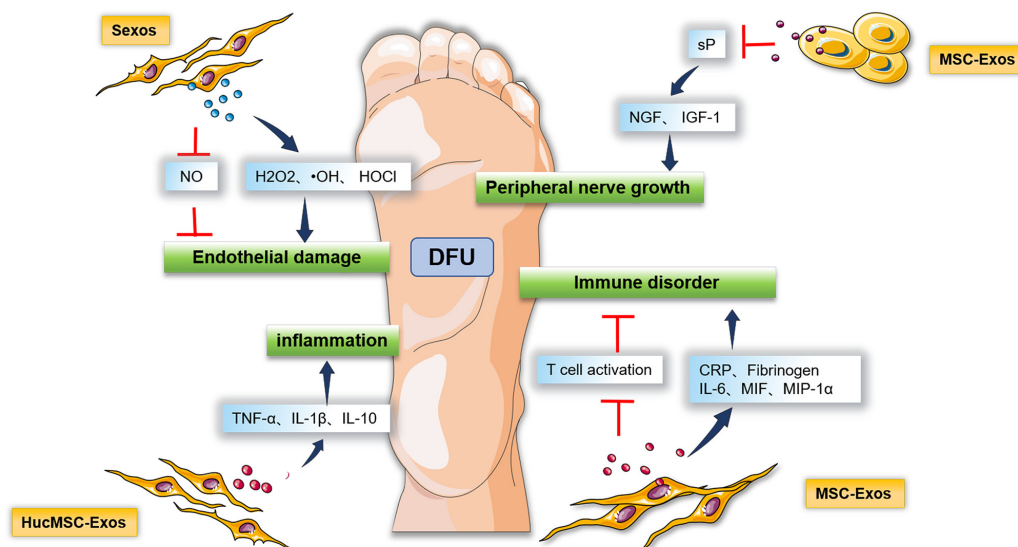 Sexos
sP
MSC-Exos
NGF、 IGF-1
NO
H2O2、•OH、 HOCl
Peripheral nerve growth
Endothelial damage
DFU
Immune disorder
inflammation
T cell activation
CRP、Fibrinogen
IL-6、MIF、MIP-1α
TNF-α、IL-1β、IL-10
MSC-Exos
HucMSC-Exos